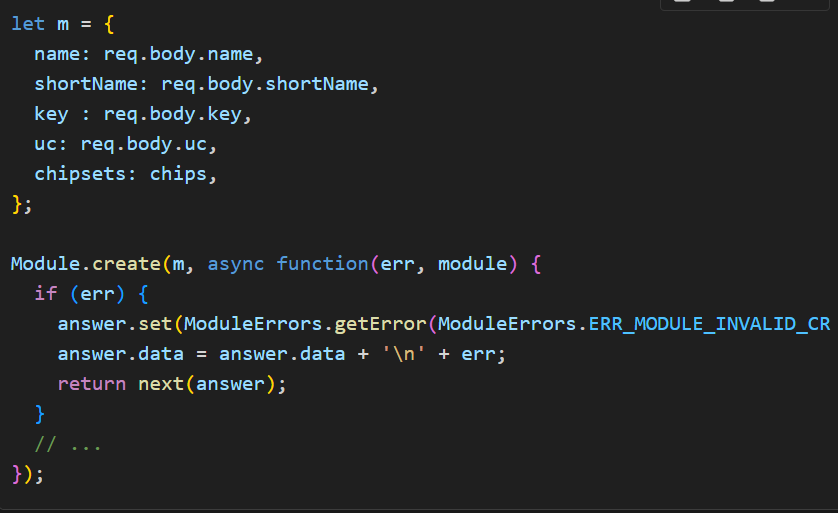 let m = {
  name: req.body.name,
  shortName: req.body.shortName,
  key : req.body.key,
  uc: req.body.uc,
  chipsets: chips,
};

Module.create(m, async function(err, module) {
  if (err) {
    answer.set(ModuleErrors.getError(ModuleErrors.ERR_MODULE_INVALID_CR
    answer.data = answer.data + '\n' + err;
    return next(answer);
  }
  // ...
});